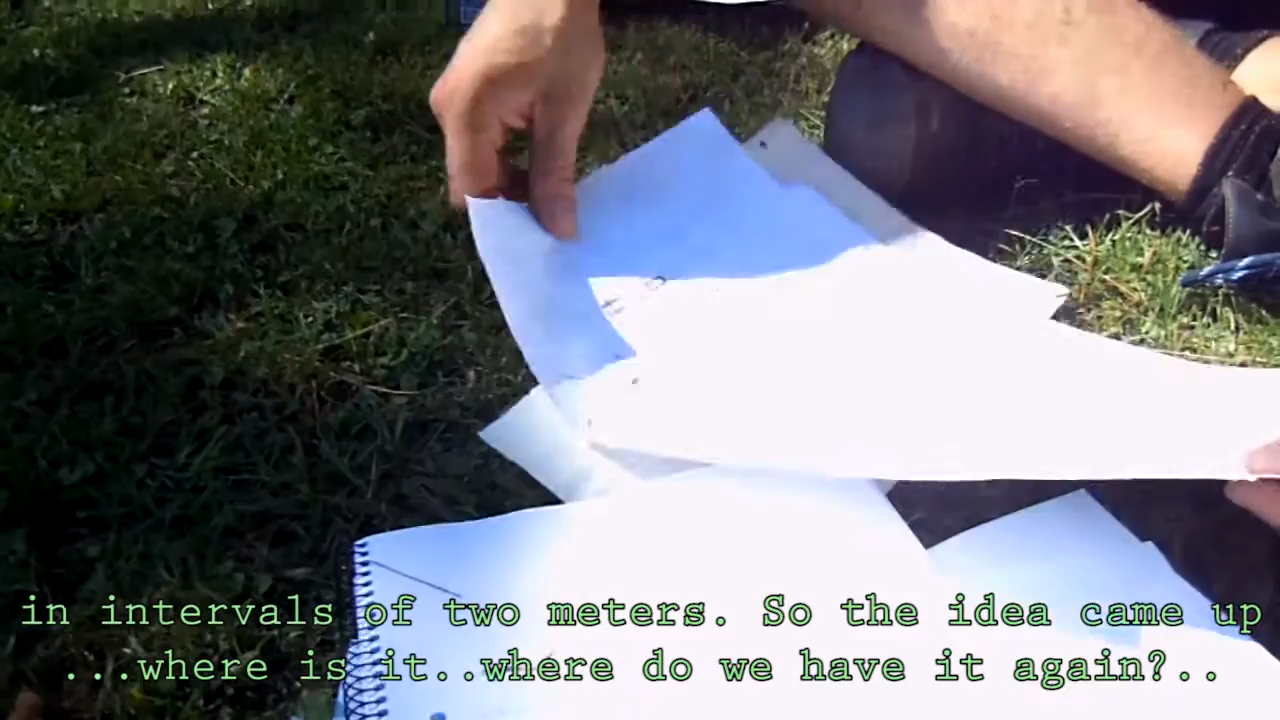 in intervals of two meters. So the idea came up
...where is it..where do we have it again?..